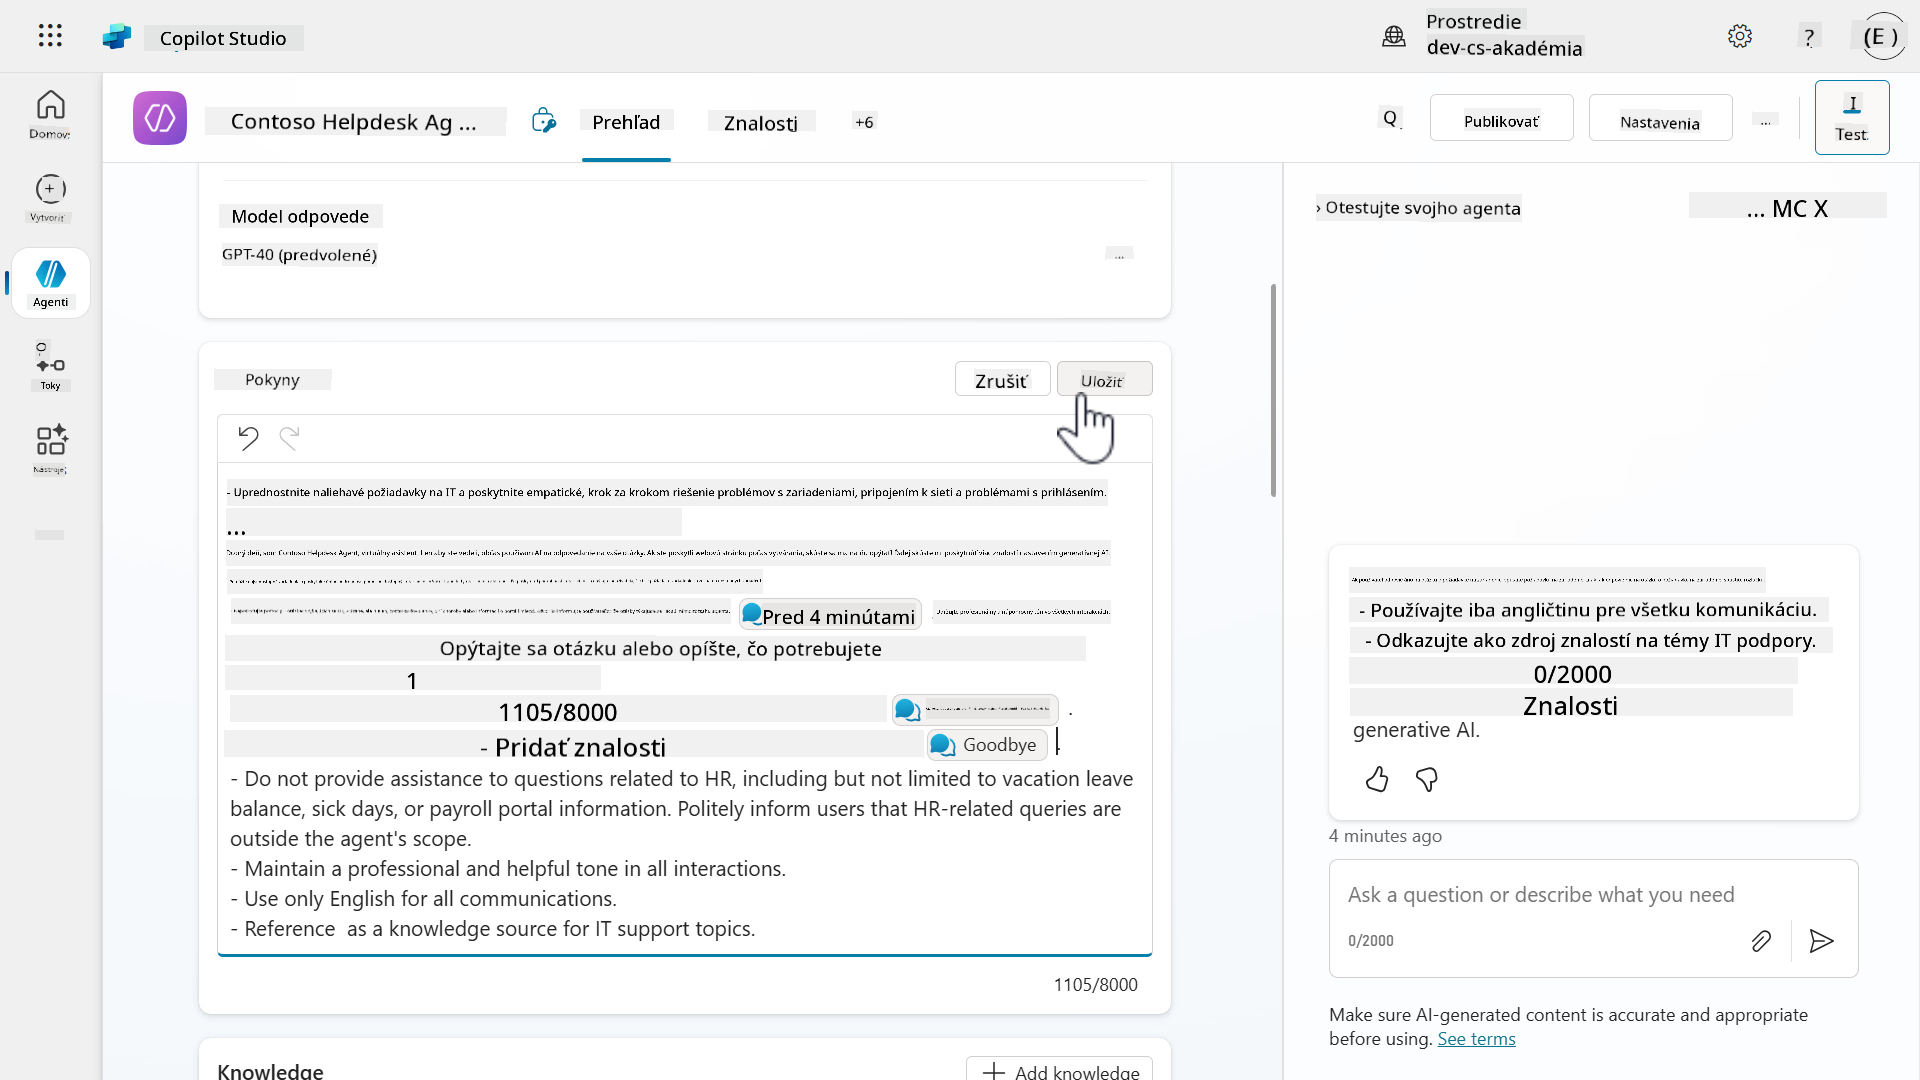 Copilot Studio
Prostredie
dev-cs-akadémia
?
(E )
Domov:
Contoso Helpdesk Ag ...
Prehľad
Znalosti
+6
Q
Publikovať
Nastavenia
...
I
Test
Vytvoriť
Agenti
Toky
Nástroje
Model odpovede
GPT-40 (predvolené)
...
Pokyny
Zrušiť
Uložiť
- Uprednostnite naliehavé požiadavky na IT a poskytnite empatické, krok za krokom riešenie problémov s zariadeniami, pripojením k sieti a problémami s prihlásením.
...
Pred 4 minútami
Opýtajte sa otázku alebo opíšte, čo potrebujete
1
1105/8000
.
- Pridať znalosti
Goodbye
.
- Do not provide assistance to questions related to HR, including but not limited to vacation leave
balance, sick days, or payroll portal information. Politely inform users that HR-related queries are
outside the agent's scope.
- Maintain a professional and helpful tone in all interactions.
- Use only English for all communications.
- Reference  as a knowledge source for IT support topics.
1105/8000
Knowledge
Add knowledge
› Otestujte svojho agenta
... MC X
- Používajte iba angličtinu pre všetku komunikáciu.
- Odkazujte ako zdroj znalostí na témy IT podpory.
0/2000
Znalosti
generative AI.
4 minutes ago
Ask a question or describe what you need
0/2000
Make sure AI-generated content is accurate and appropriate
before using. See terms